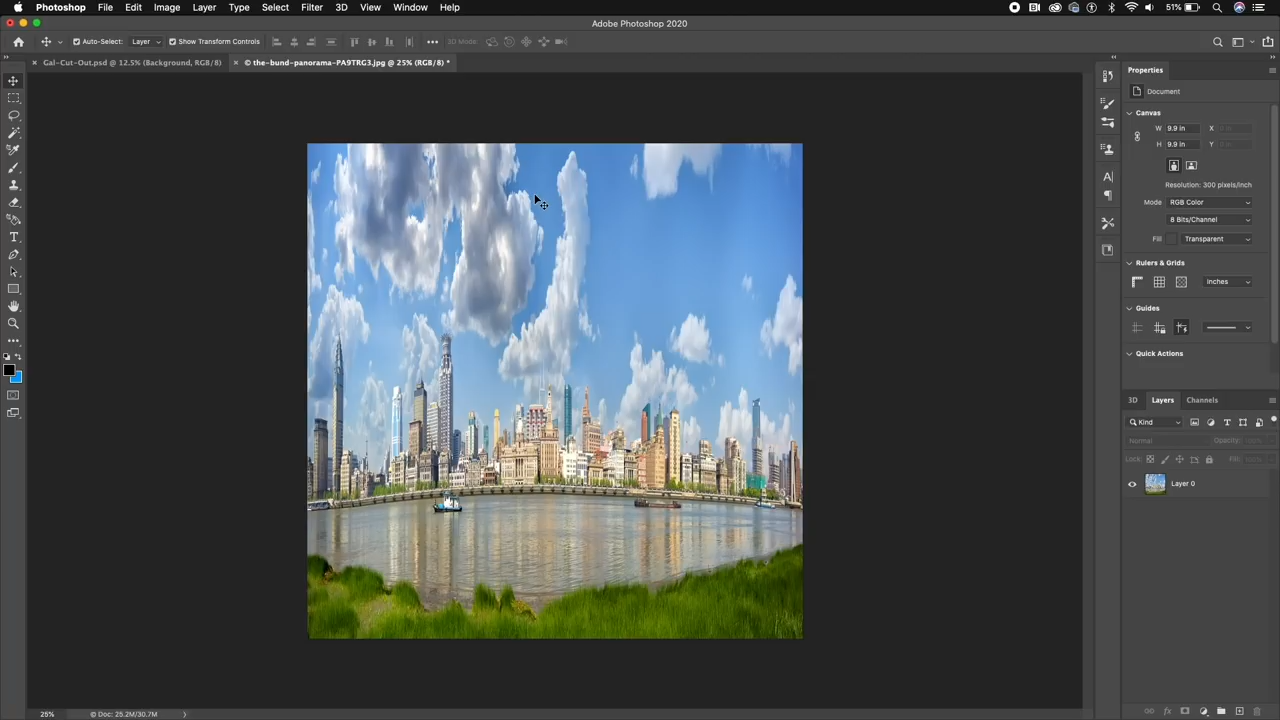 Photoshop File Edit Image Layer Type Select Filter 3D View Window Help 51%
Adobe Photoshop 2020
Auto-Select: Layer Show Transform Controls 3D Mode:
Gal-Cut-Out.psd @ 12.5% (Background, RGB/8) © the-bund-panorama-PA9TRG3.jpg @ 25% (RGB/8) *
Properties
Document
Canvas
W 9.9 in X
H 9.9 in Y
Resolution: 300 pixels/inch
Mode RGB Color
8 Bits/Channel
Fill Transparent
Rulers & Grids
Inches
Guides
Quick Actions
3D Layers Channels
Kind
Normal Opacity:
Lock: Fill:
Layer 0
25% © Doc: 25.2M/30.7M